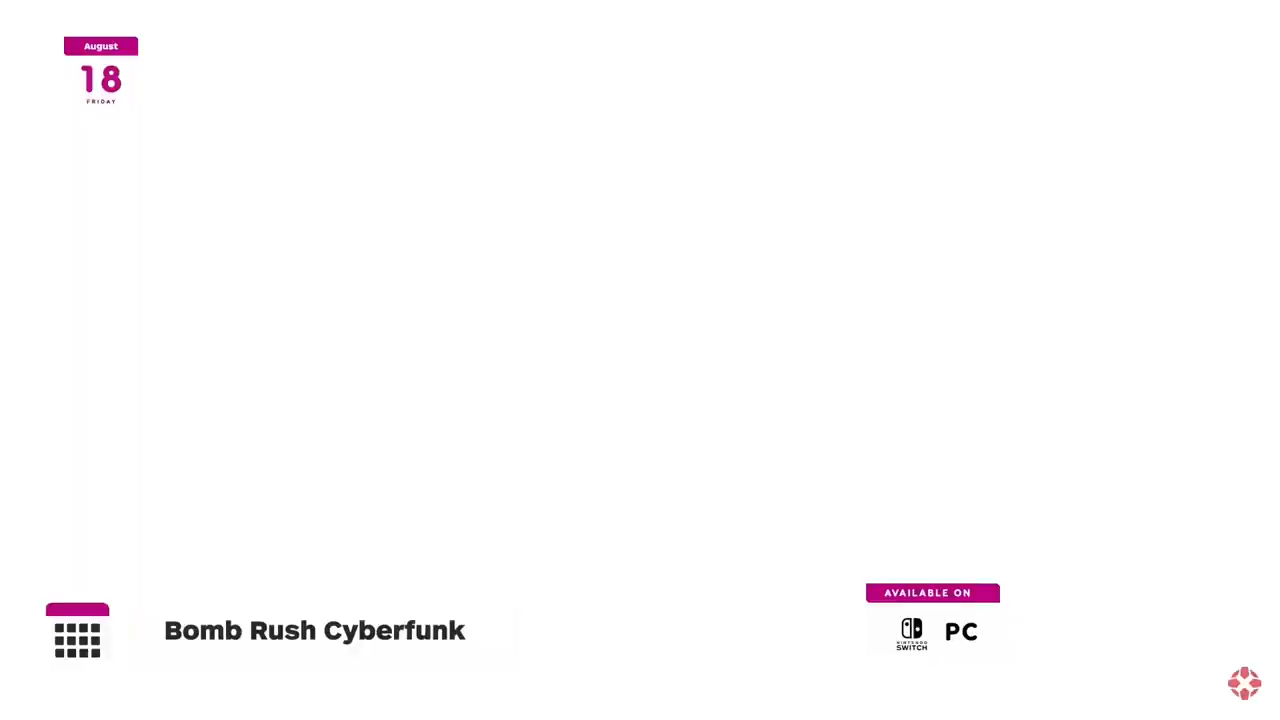 August
18
FRIDAY
Bomb Rush Cyberfunk
AVAILABLE ON
NINTENDO
SWITCH
PC